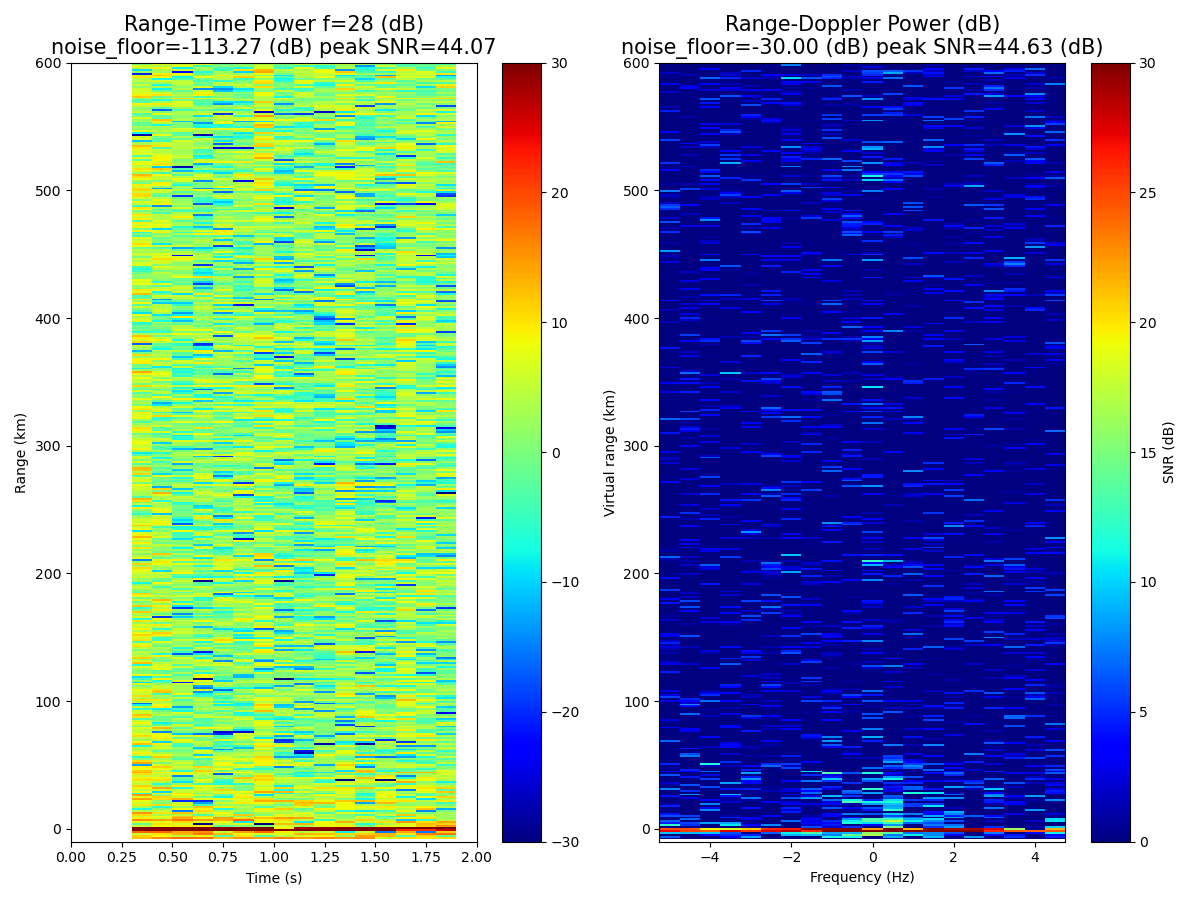 Range-Time Power f=28 (dB)
noise_floor=-113.27 (dB) peak SNR=44.07
600
500
400
300
200
100
0
Range (km)
0.00 0.25 0.50 0.75 1.00 1.25 1.50 1.75 2.00
Time (s)
30
20
10
0
−10
−20
−30
Range-Doppler Power (dB)
noise_floor=-30.00 (dB) peak SNR=44.63 (dB)
600
500
400
300
200
100
0
Virtual range (km)
−4 −2 0 2 4
Frequency (Hz)
30
25
20
15
10
5
0
SNR (dB)